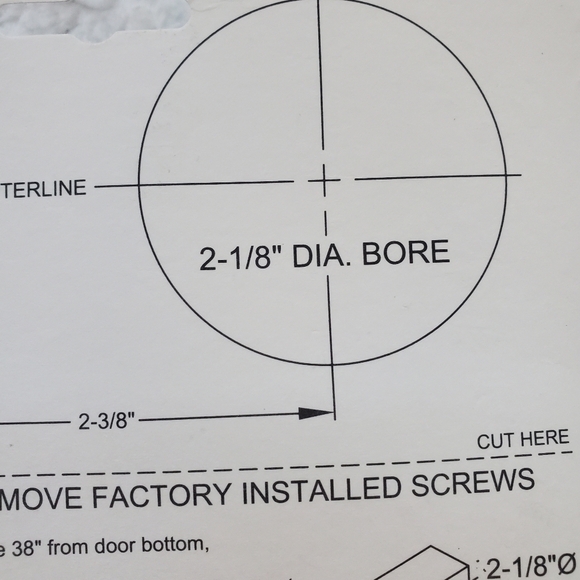 TERLINE
2-1/8" DIA. BORE
2-3/8"
CUT HERE
MOVE FACTORY INSTALLED SCREWS
e 38" from door bottom,
2-1/8"Ø